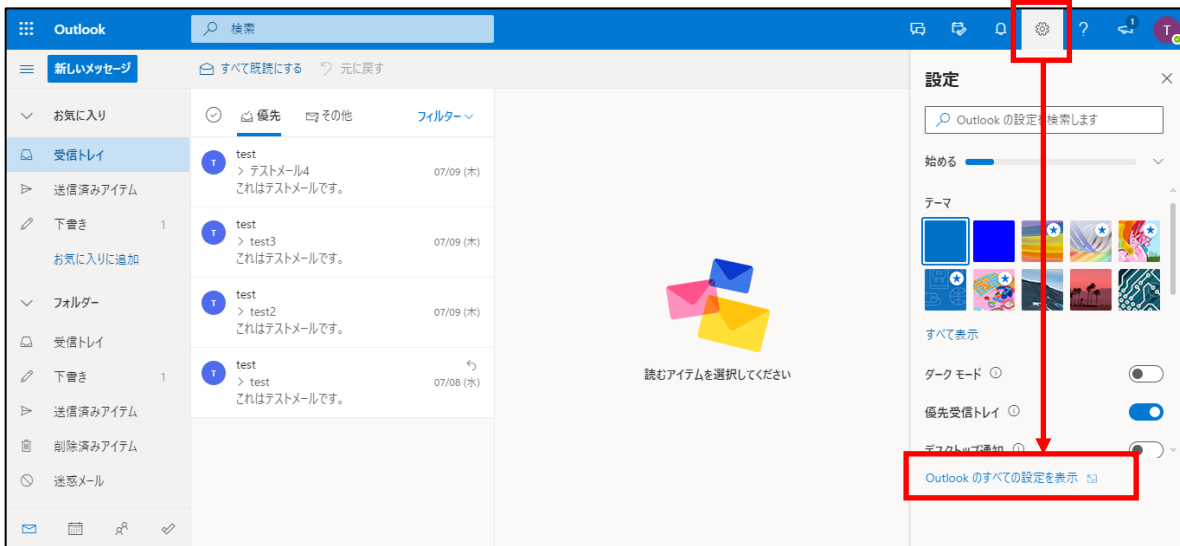 Outlook
検索
1
T
新しいメッセージ
すべて既読にする
元に戻す
お気に入り
受信トレイ
送信済みアイテム
下書き 1
お気に入りに追加
フォルダー
受信トレイ
下書き 1
送信済みアイテム
削除済みアイテム
迷惑メール
優先 その他 フィルター
T
test
> テストメール4 07/09 (木)
これはテストメールです。
T
test
> test3 07/09 (木)
これはテストメールです。
T
test
> test2 07/09 (木)
これはテストメールです。
T
test
> test 07/08 (水)
これはテストメールです。
読むアイテムを選択してください
設定
Outlook の設定を検索します
始める
テーマ
すべて表示
ダーク モード
優先受信トレイ
デスクトップ通知
Outlook のすべての設定を表示